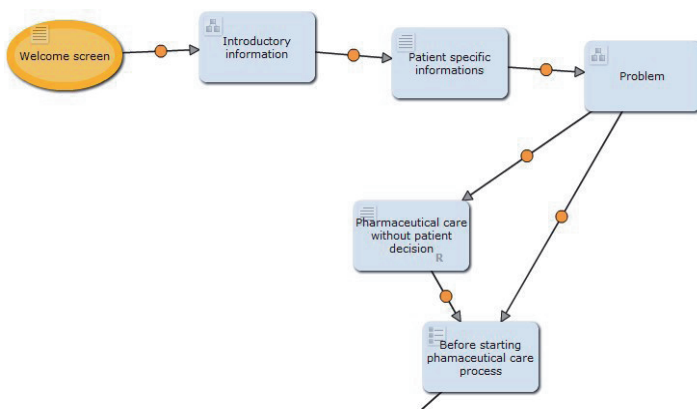 Welcome screen
Introductory
information
Patient specific
informations
Problem
Pharmaceutical care
without patient
decision
R
Before starting
phamaceutical care
process